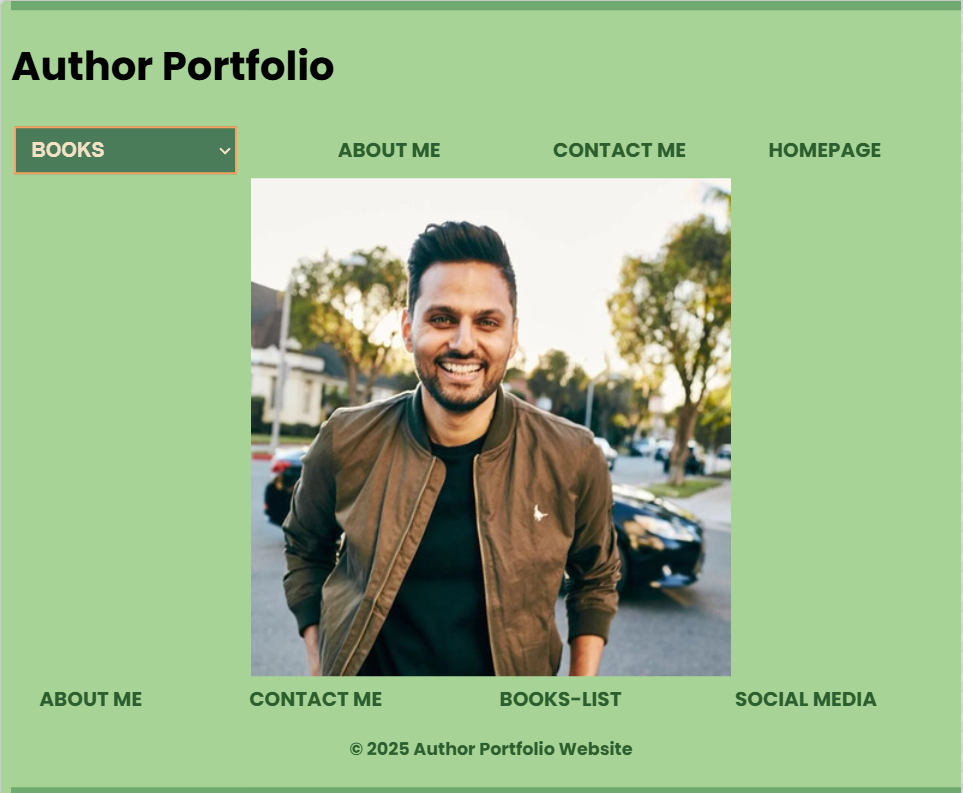 Author Portfolio
BOOKS ABOUT ME CONTACT ME HOMEPAGE
ABOUT ME CONTACT ME BOOKS-LIST SOCIAL MEDIA
© 2025 Author Portfolio Website